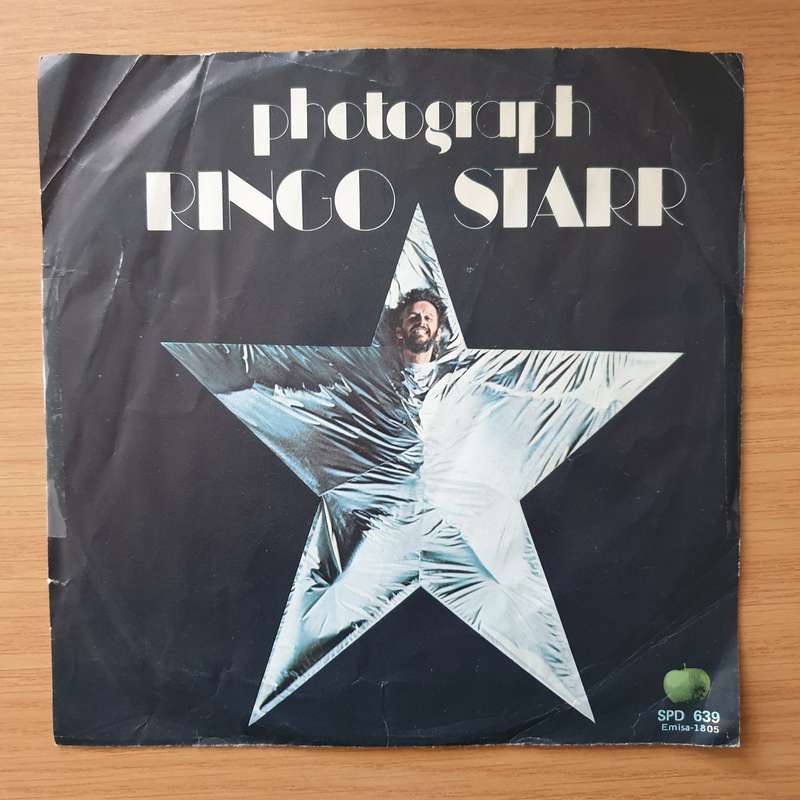 photograph
RINGO STARR
SPD 639
Emisa-1805